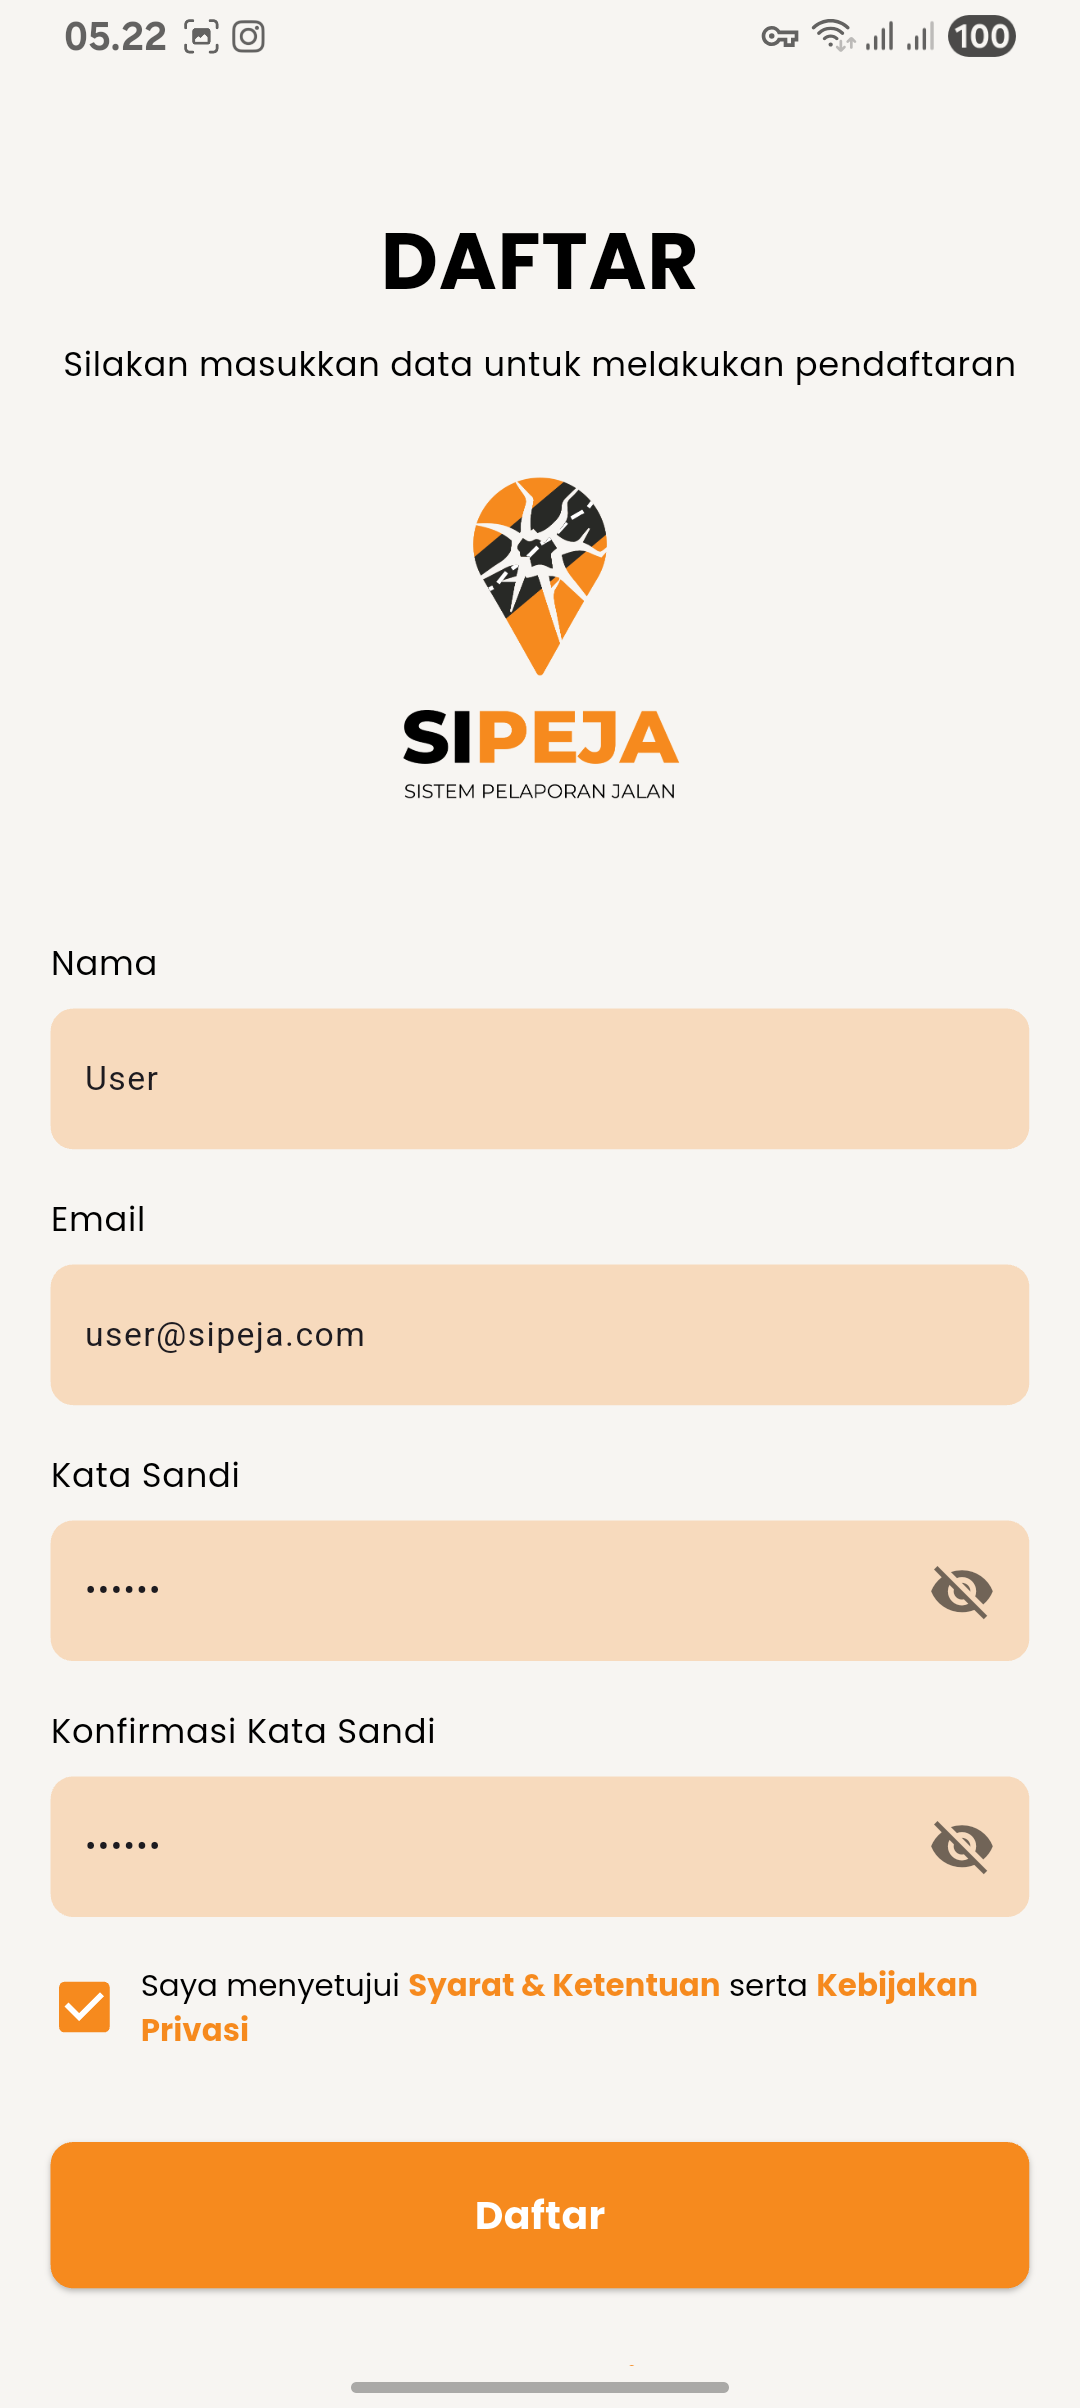 05.22
100
DAFTAR
Silakan masukkan data untuk melakukan pendaftaran
SIPEJA
SISTEM PELAPORAN JALAN
Nama
User
Email
user@sipeja.com
Kata Sandi
••••••
Konfirmasi Kata Sandi
••••••
Saya menyetujui Syarat & Ketentuan serta Kebijakan
Privasi
Daftar